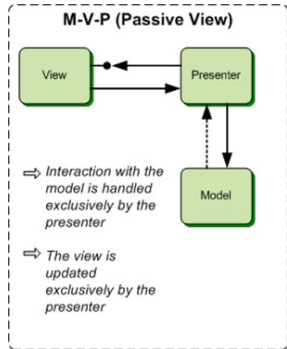 M-V-P (Passive View)
View
Presenter
Model
Interaction with the
model is handled
exclusively by the
presenter
The view is
updated
exclusively by the
presenter